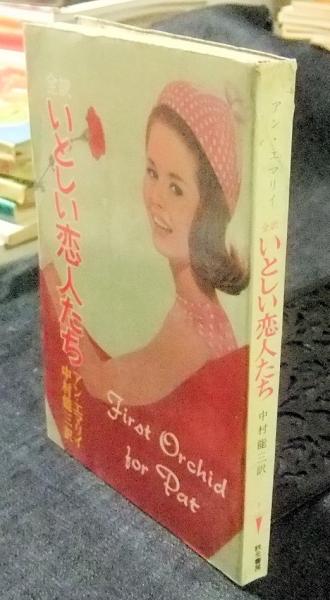 全訳
いとしい恋人たち
アン・エマリイ
中村能三訳
First Orchid
for Pat
アン・エマリイ
全訳
いとしい恋人たち
中村能三訳
秋元書房